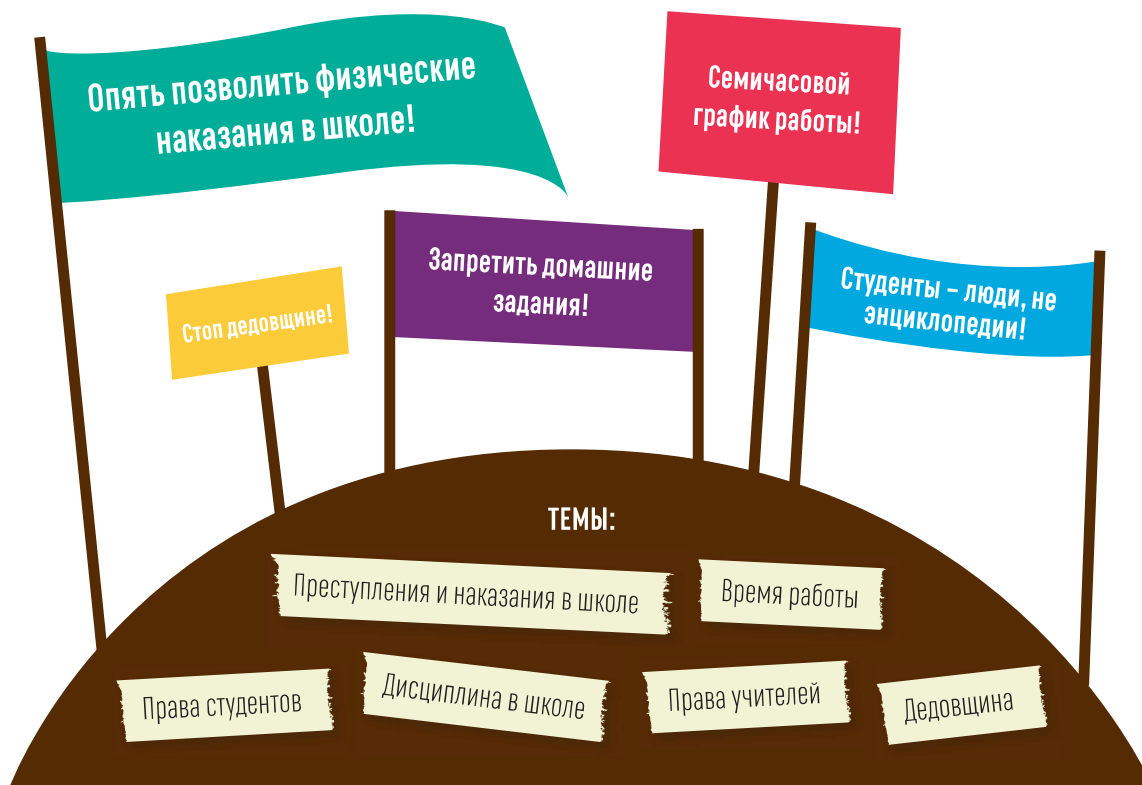 Опять позволить физические
наказания в школе!
Семичасовой
график работы!
Стоп дедовщине!
Запретить домашние
задания!
Студенты – люди, не
энциклопедии!
ТЕМЫ:
Преступления и наказания в школе
Время работы
Права студентов
Дисциплина в школе
Права учителей
Дедовщина